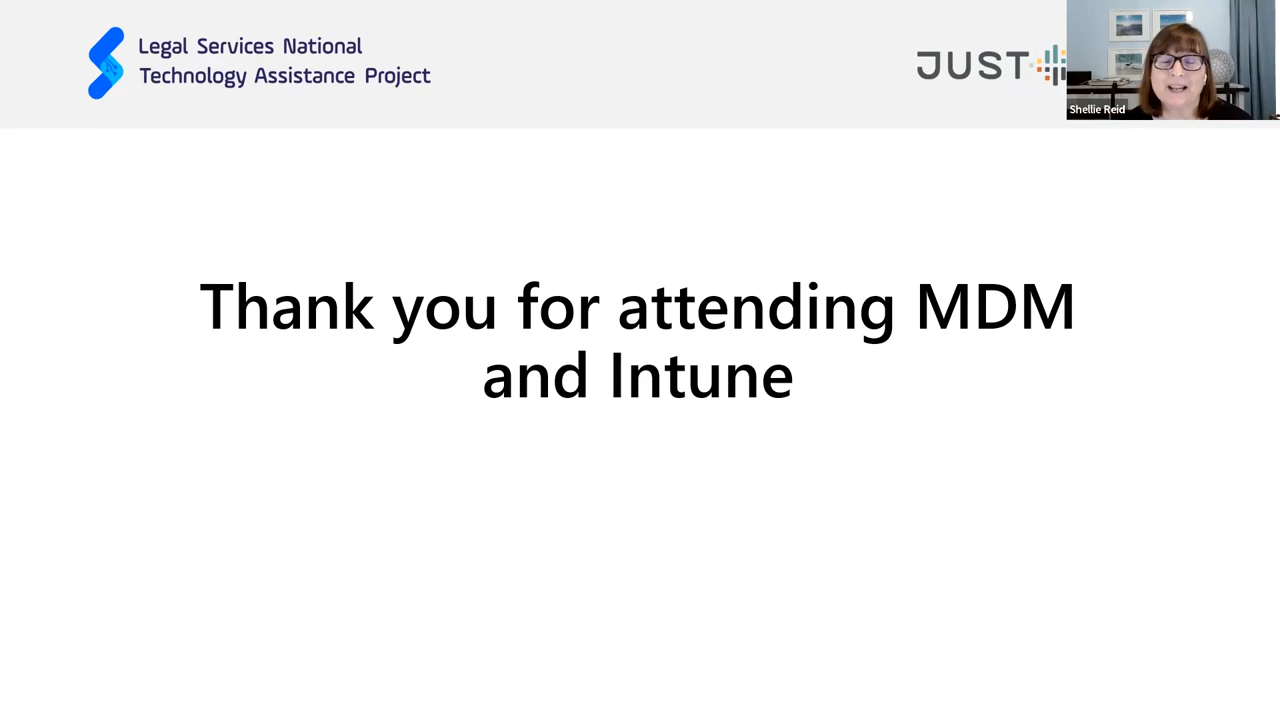 Legal Services National
Technology Assistance Project
JUST
Shellie Reid
Thank you for attending MDM
and Intune